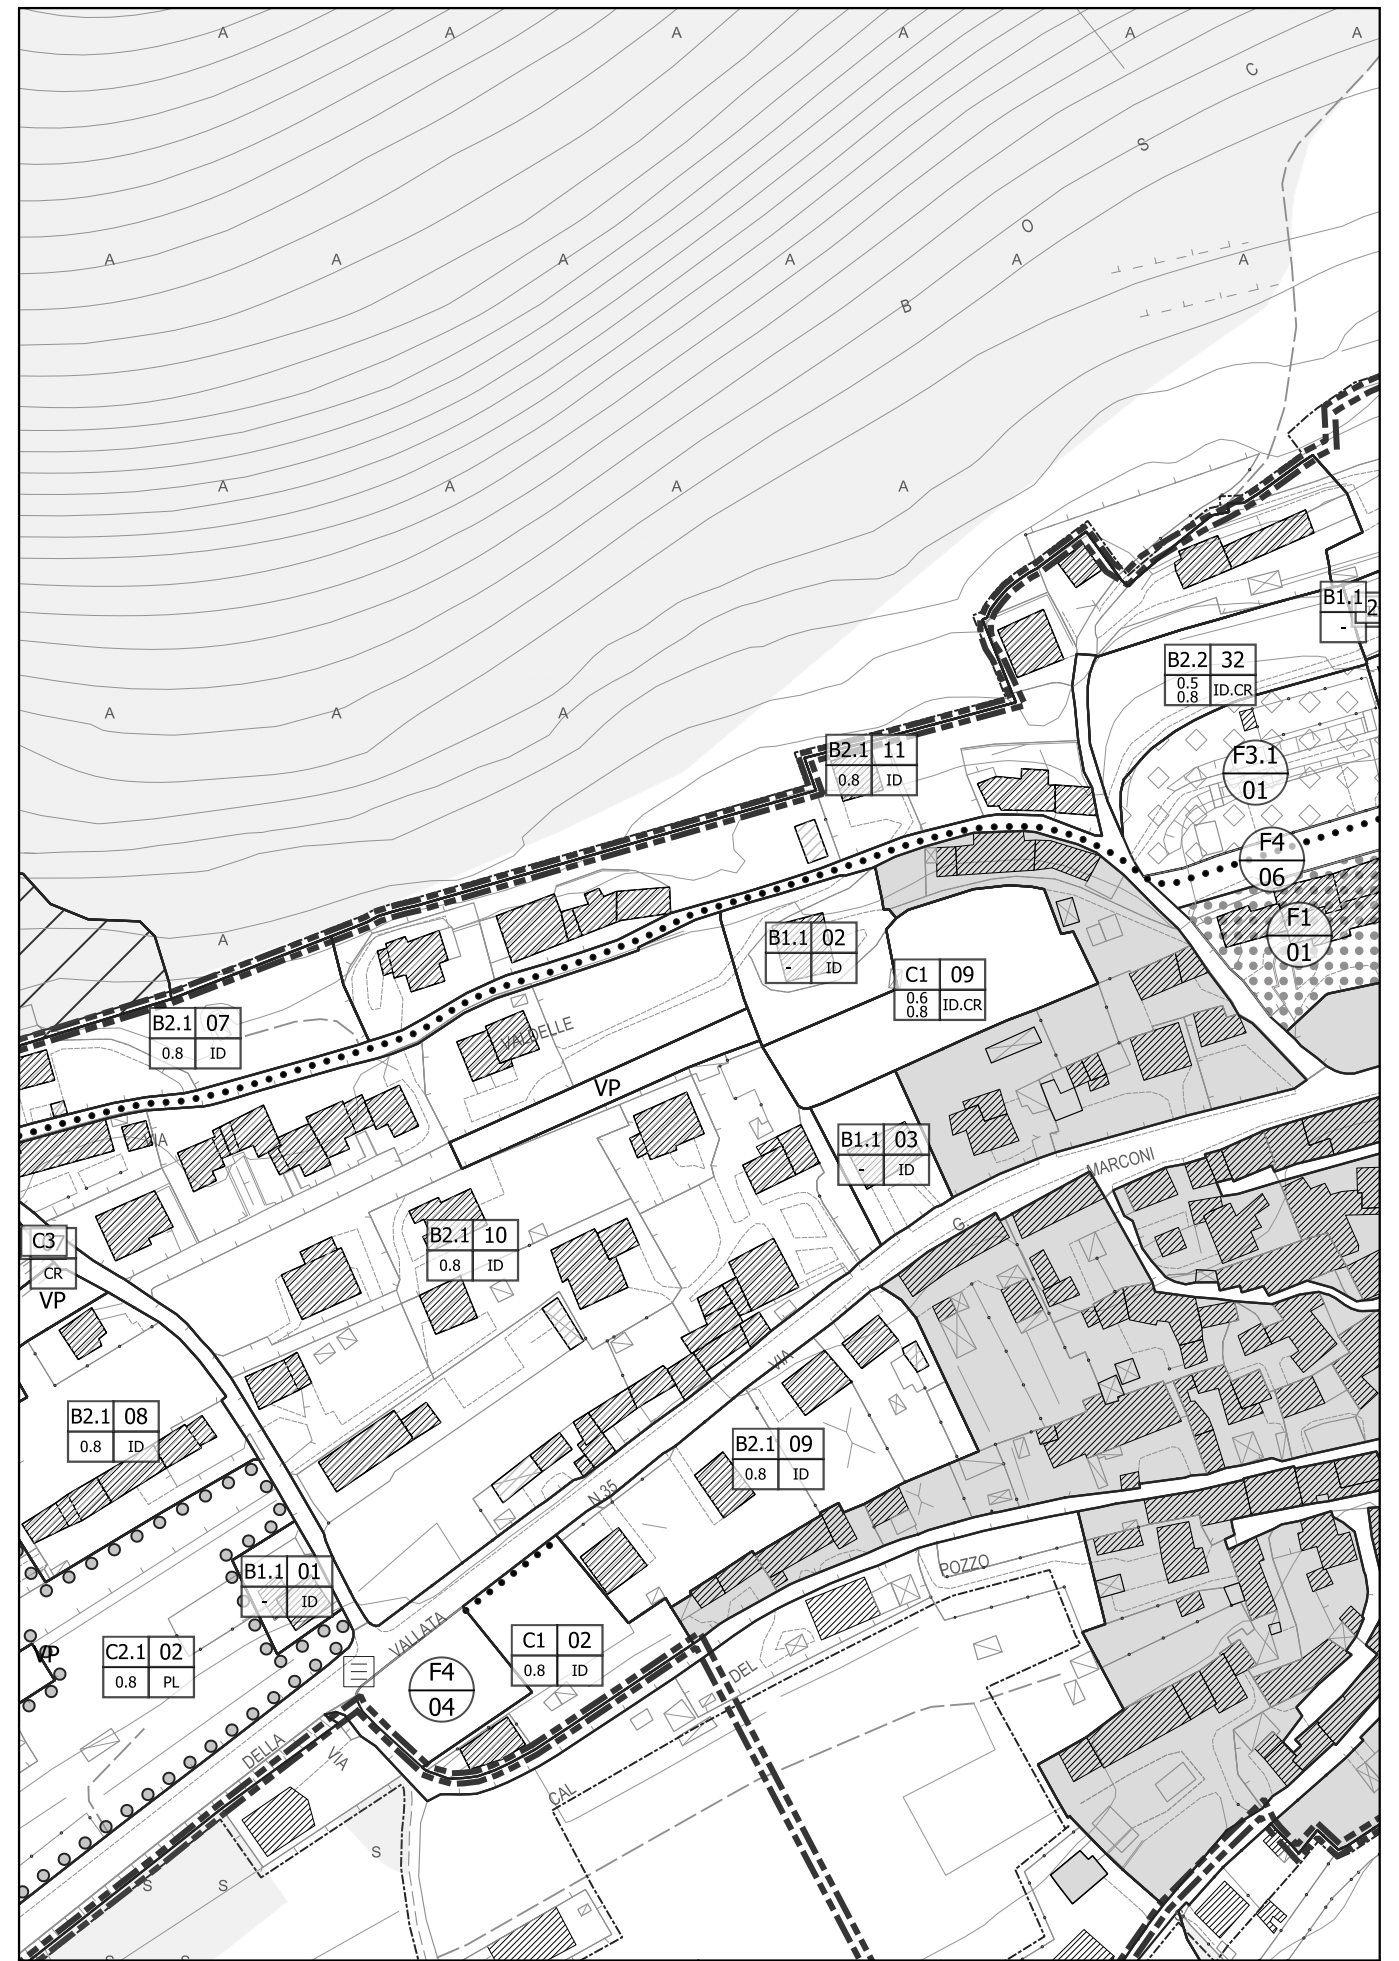 A A A A A A
C
S
O
A A A A A A
B
A A A A
B1.1 2
-
B2.2 32
0.5 0.8 ID.CR
A A A
B2.1 11
0.8 ID
F3.1
01
F4
06
F1
01
A
B1.1 02
- ID
C1 09
0.6 0.8 ID.CR
B2.1 07
0.8 ID
VALDELLE
VP
VIA
B1.1 03
- ID
MARCONI
G.
C3
CR
VP
B2.1 10
0.8 ID
VIA
B2.1 08
0.8 ID
B2.1 09
0.8 ID
N.35
B1.1 01
- ID
POZZO
VALLATA
C2.1 02
0.8 PL
VP
C1 02
0.8 ID
F4
04
DEL
DELLA
VIA
CAL
S
S S
S S